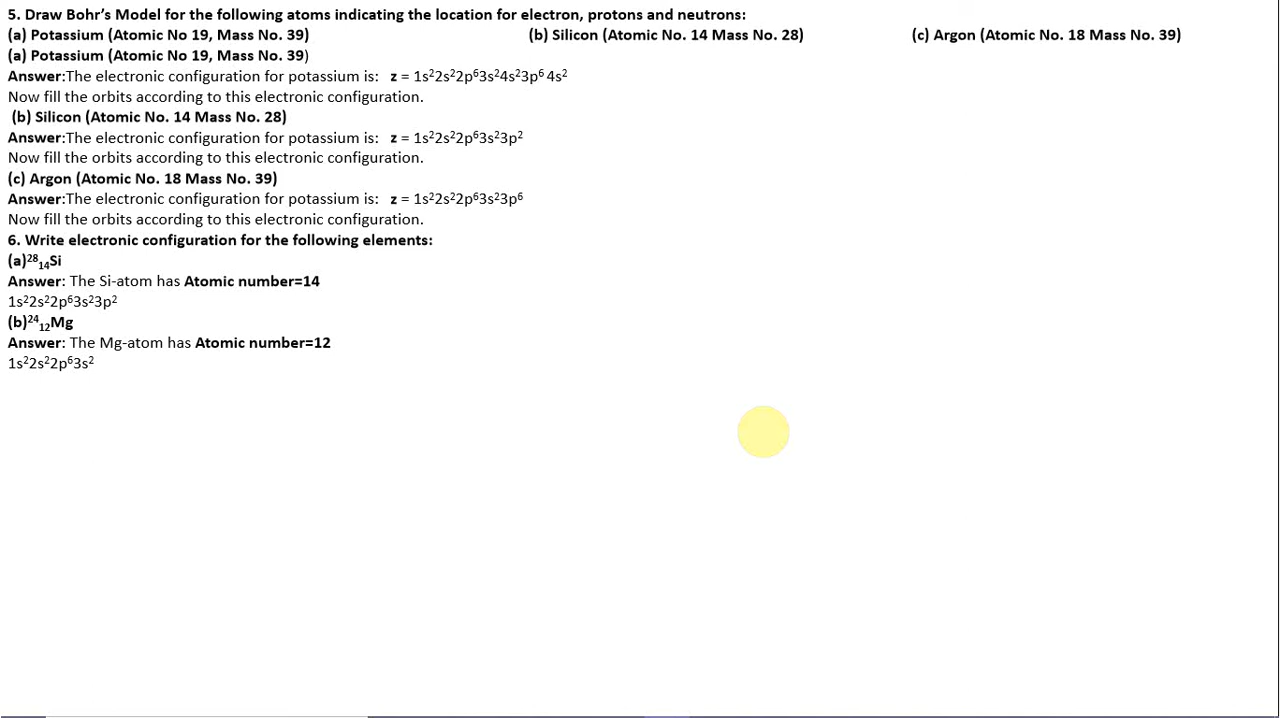 5. Draw Bohr’s Model for the following atoms indicating the location for electron, protons and neutrons:
(a) Potassium (Atomic No 19, Mass No. 39) (b) Silicon (Atomic No. 14 Mass No. 28) (c) Argon (Atomic No. 18 Mass No. 39)
(a) Potassium (Atomic No 19, Mass No. 39)
Answer:The electronic configuration for potassium is: z = 1s²2s²2p⁶3s²4s²3p⁶ 4s²
Now fill the orbits according to this electronic configuration.
(b) Silicon (Atomic No. 14 Mass No. 28)
Answer:The electronic configuration for potassium is: z = 1s²2s²2p⁶3s²3p²
Now fill the orbits according to this electronic configuration.
(c) Argon (Atomic No. 18 Mass No. 39)
Answer:The electronic configuration for potassium is: z = 1s²2s²2p⁶3s²3p⁶
Now fill the orbits according to this electronic configuration.
6. Write electronic configuration for the following elements:
(a)²⁸₁₄Si
Answer: The Si-atom has Atomic number=14
1s²2s²2p⁶3s²3p²
(b)²⁴₁₂Mg
Answer: The Mg-atom has Atomic number=12
1s²2s²2p⁶3s²